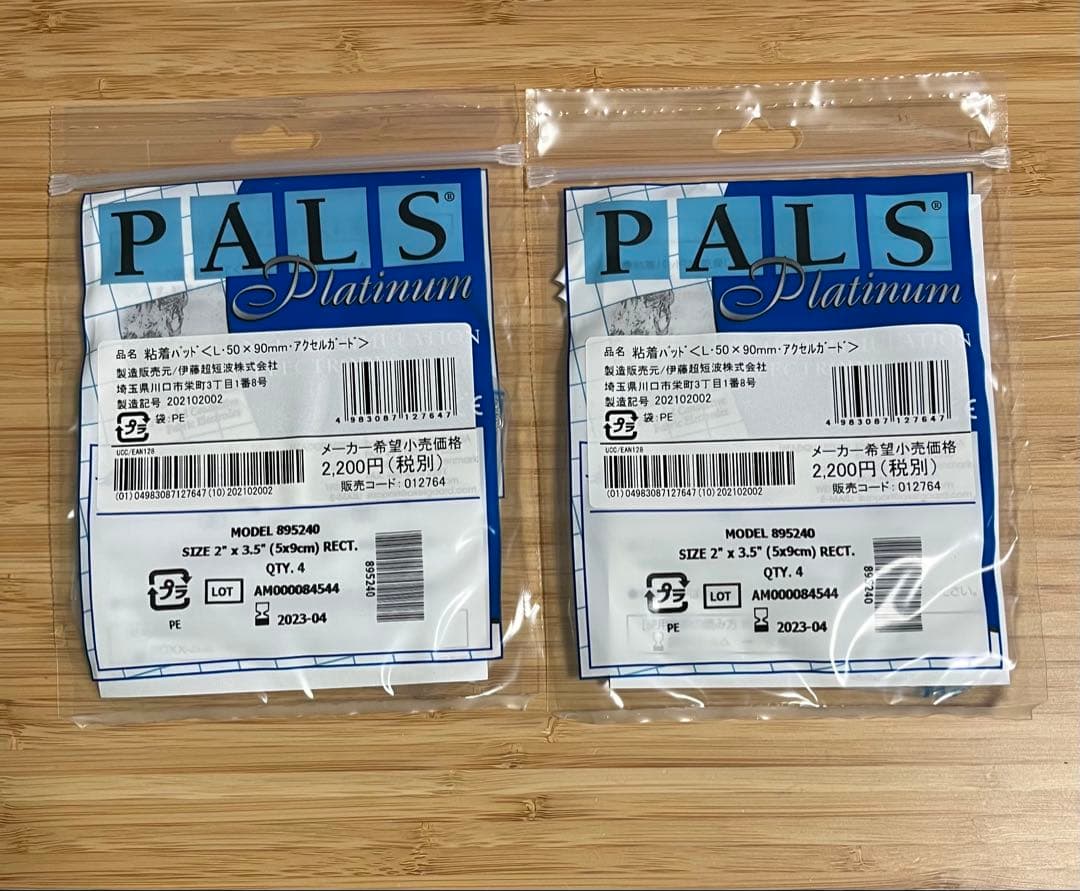 PALS®
Platinum
品名 粘着パッド<L・50×90mm・アクセルガード>
製造販売元/伊藤超短波株式会社
埼玉県川口市栄町3丁目1番8号
製造記号 202102002
プラ 袋:PE
4 983087 127647
UCC/EAN128
(01)04983087127647(10)202102002
メーカー希望小売価格
2,200円(税別)
販売コード:012764
MODEL 895240
SIZE 2" x 3.5" (5x9cm) RECT.
QTY. 4
プラ
PE
LOT AM000084544
2023-04
895240
PALS®
Platinum
品名 粘着パッド<L・50×90mm・アクセルガード>
製造販売元/伊藤超短波株式会社
埼玉県川口市栄町3丁目1番8号
製造記号 202102002
プラ 袋:PE
4 983087 127647
UCC/EAN128
(01)04983087127647(10)202102002
メーカー希望小売価格
2,200円(税別)
販売コード:012764
MODEL 895240
SIZE 2" x 3.5" (5x9cm) RECT.
QTY. 4
プラ
PE
LOT AM000084544
2023-04
895240